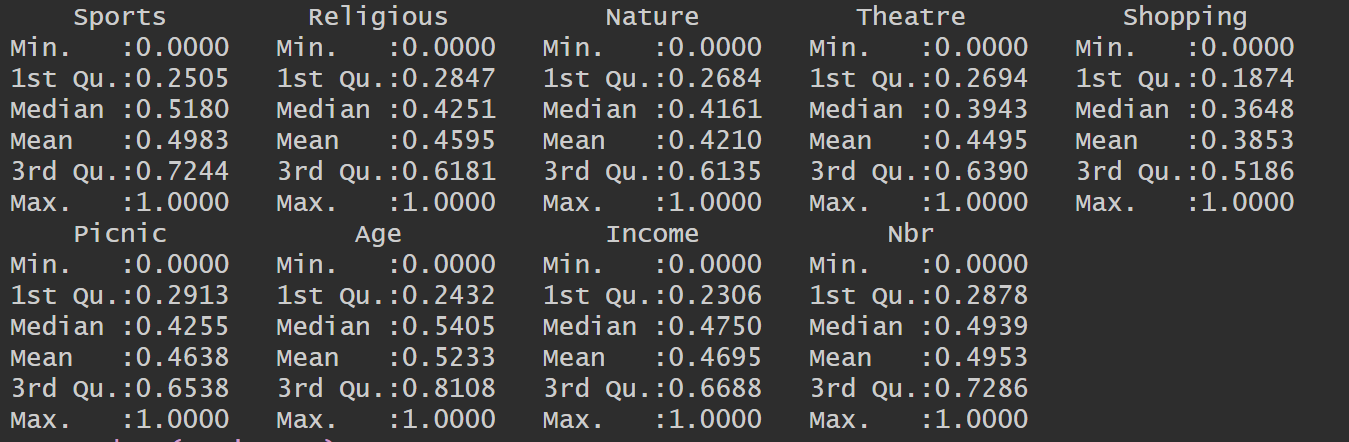 Sports         Religious          Nature          Theatre          Shopping
Min.   :0.0000   Min.   :0.0000   Min.   :0.0000   Min.   :0.0000   Min.   :0.0000
1st Qu.:0.2505   1st Qu.:0.2847   1st Qu.:0.2684   1st Qu.:0.2694   1st Qu.:0.1874
Median :0.5180   Median :0.4251   Median :0.4161   Median :0.3943   Median :0.3648
Mean   :0.4983   Mean   :0.4595   Mean   :0.4210   Mean   :0.4495   Mean   :0.3853
3rd Qu.:0.7244   3rd Qu.:0.6181   3rd Qu.:0.6135   3rd Qu.:0.6390   3rd Qu.:0.5186
Max.   :1.0000   Max.   :1.0000   Max.   :1.0000   Max.   :1.0000   Max.   :1.0000
     Picnic            Age             Income            Nbr
Min.   :0.0000   Min.   :0.0000   Min.   :0.0000   Min.   :0.0000
1st Qu.:0.2913   1st Qu.:0.2432   1st Qu.:0.2306   1st Qu.:0.2878
Median :0.4255   Median :0.5405   Median :0.4750   Median :0.4939
Mean   :0.4638   Mean   :0.5233   Mean   :0.4695   Mean   :0.4953
3rd Qu.:0.6538   3rd Qu.:0.8108   3rd Qu.:0.6688   3rd Qu.:0.7286
Max.   :1.0000   Max.   :1.0000   Max.   :1.0000   Max.   :1.0000